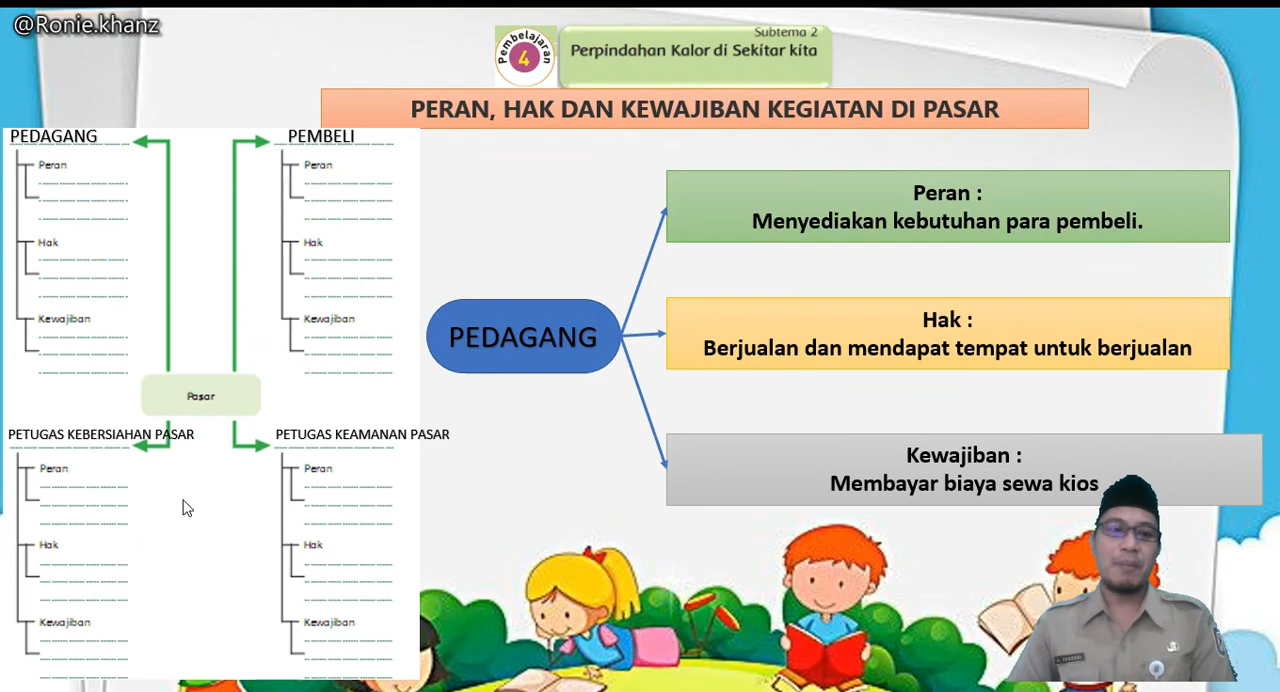 @Ronie.khanz
Pembelajaran
4
Subtema 2
Perpindahan Kalor di Sekitar kita
PERAN, HAK DAN KEWAJIBAN KEGIATAN DI PASAR
PEDAGANG
Peran
Hak
Kewajiban
PEMBELI
Peran
Hak
Kewajiban
Pasar
PETUGAS KEBERSIAHAN PASAR
Peran
Hak
Kewajiban
PETUGAS KEAMANAN PASAR
Peran
Hak
Kewajiban
PEDAGANG
Peran :
Menyediakan kebutuhan para pembeli.
Hak :
Berjualan dan mendapat tempat untuk berjualan
Kewajiban :
Membayar biaya sewa kios